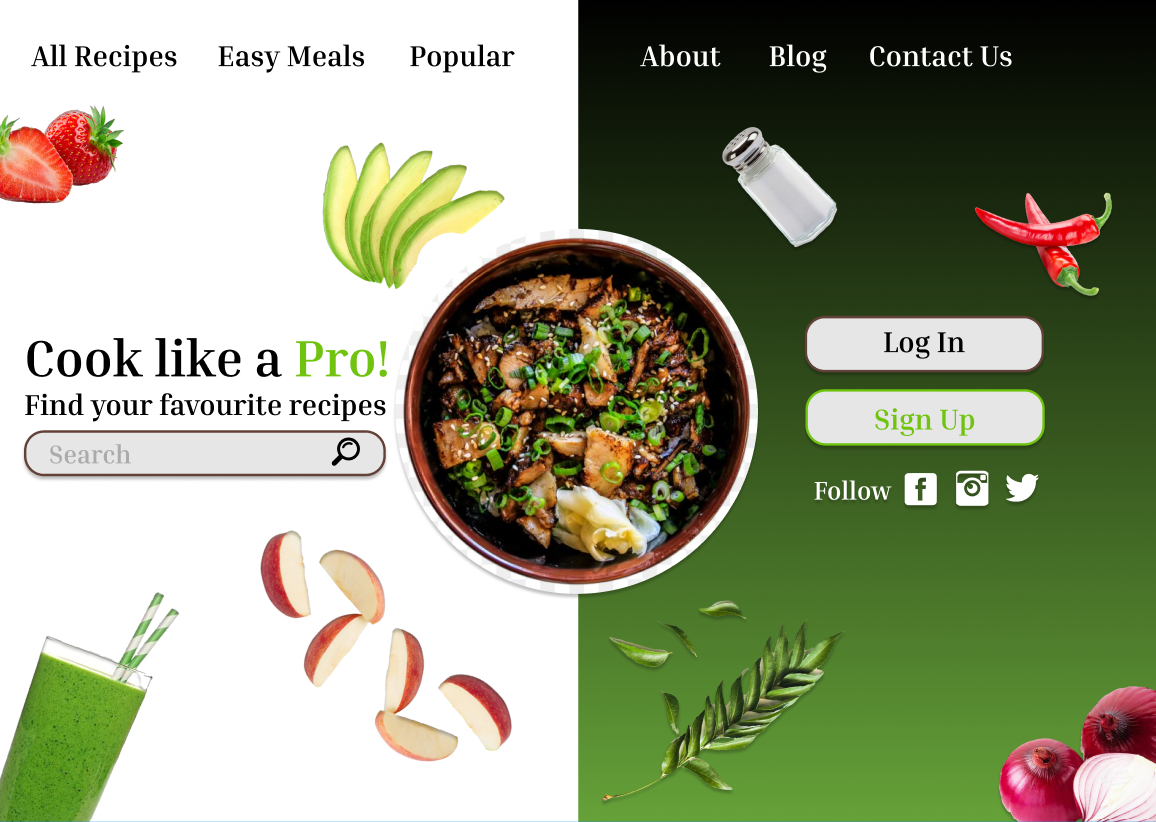 All Recipes Easy Meals Popular About Blog Contact Us
Cook like a Pro!
Find your favourite recipes
Search
Log In
Sign Up
Follow